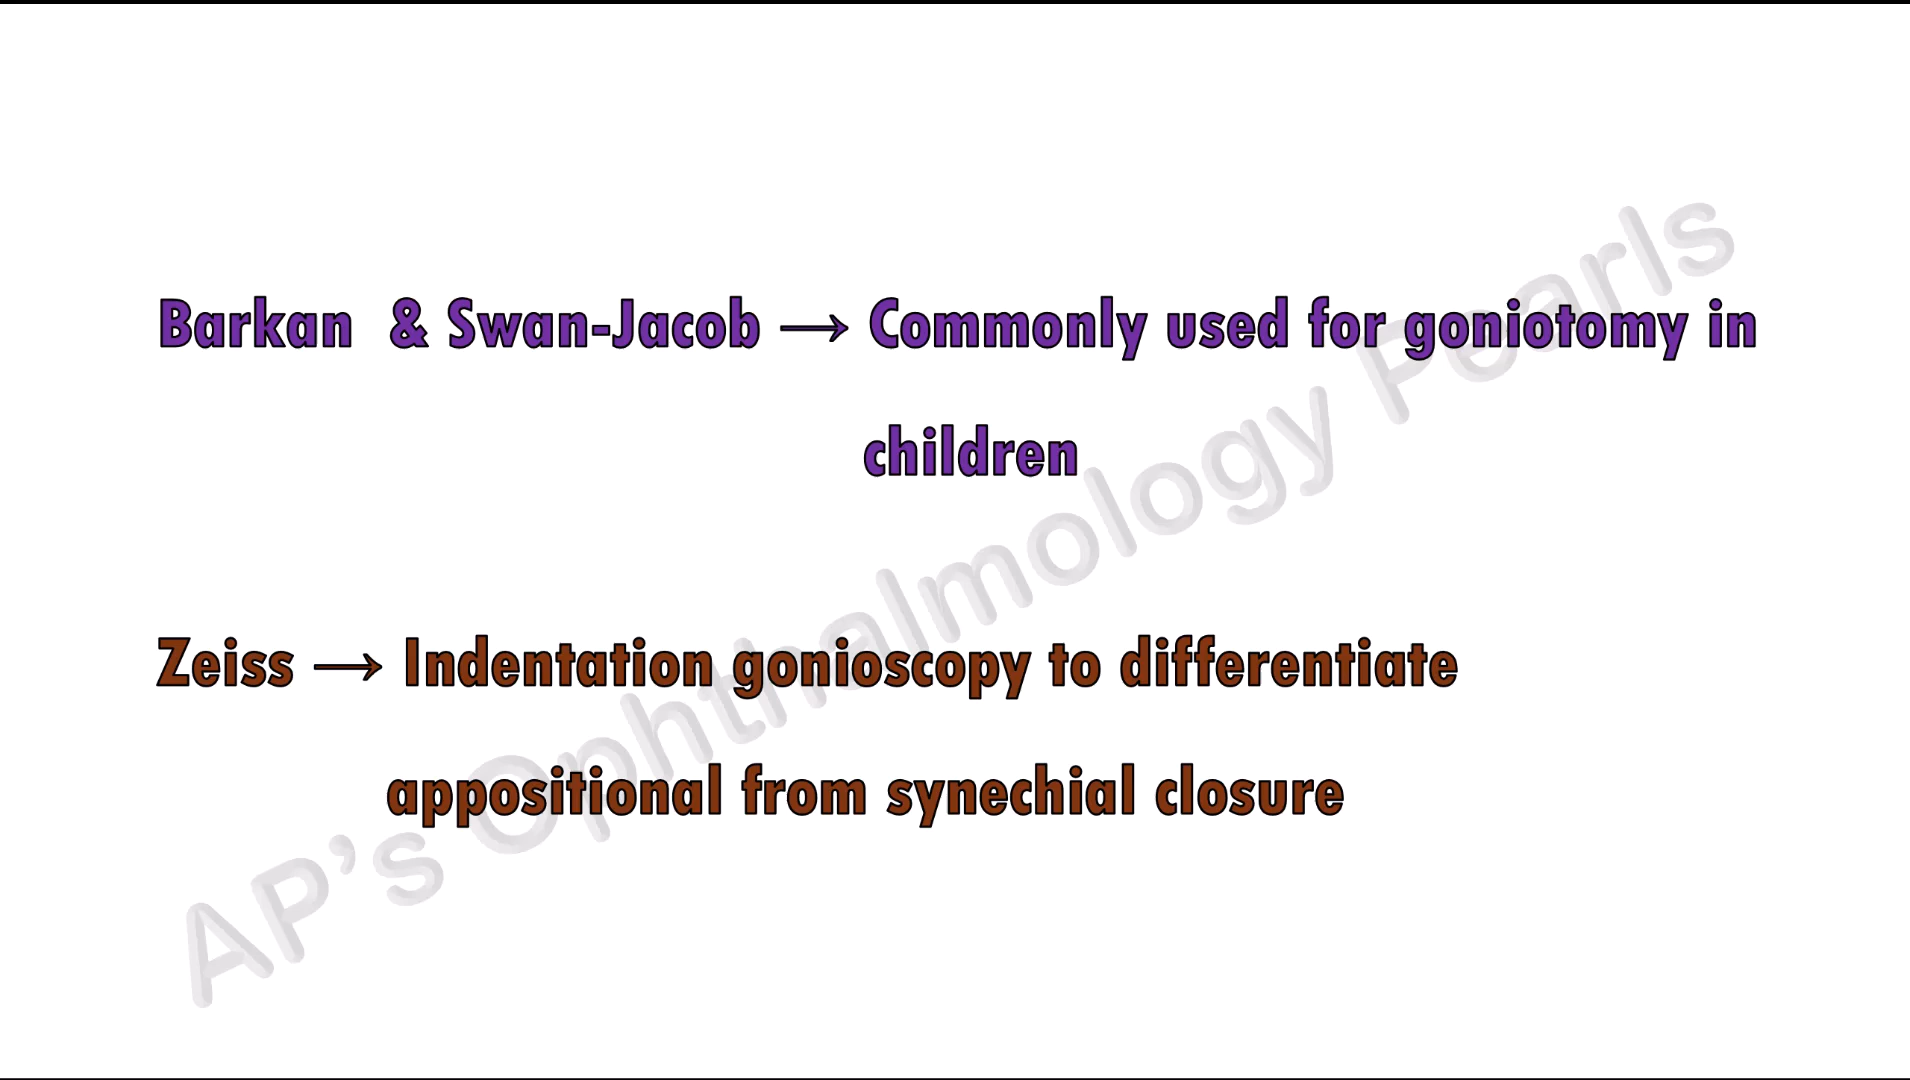 Barkan & Swan-Jacob → Commonly used for goniotomy in
children
Zeiss → Indentation gonioscopy to differentiate
appositional from synechial closure
AP's Ophthalmology Pearls